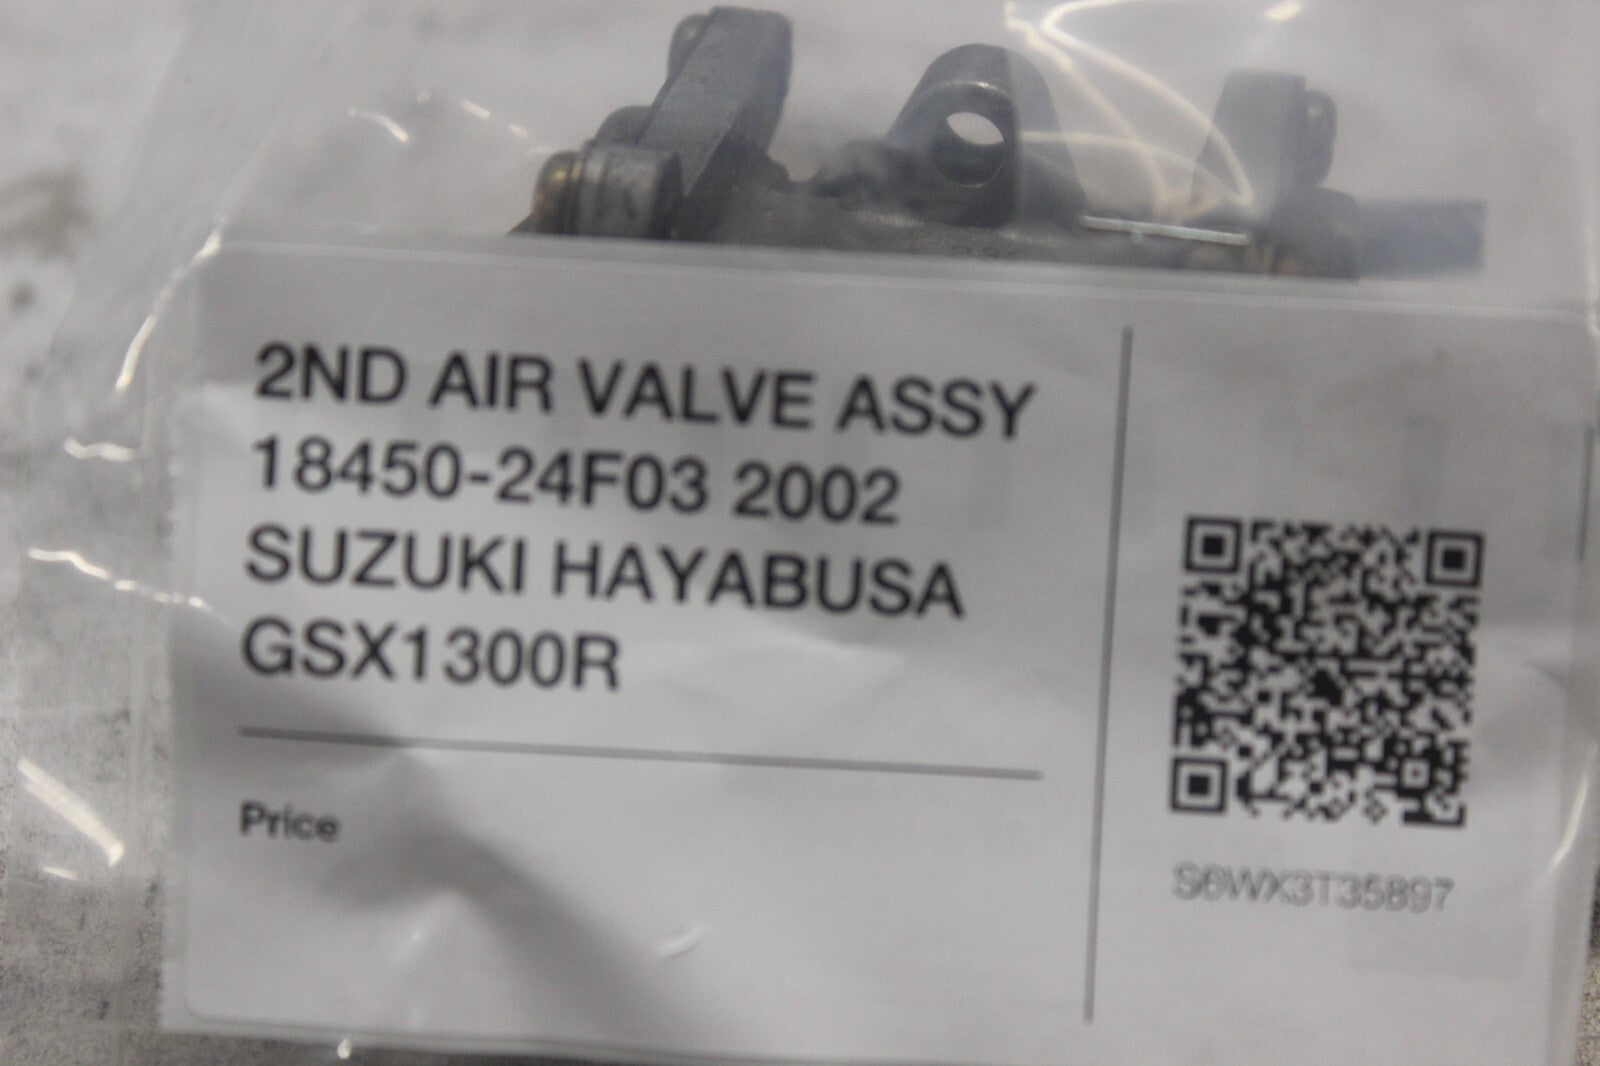 2ND AIR VALVE ASSY
18450-24F03 2002
SUZUKI HAYABUSA
GSX1300R
Price
S6WX3T35897